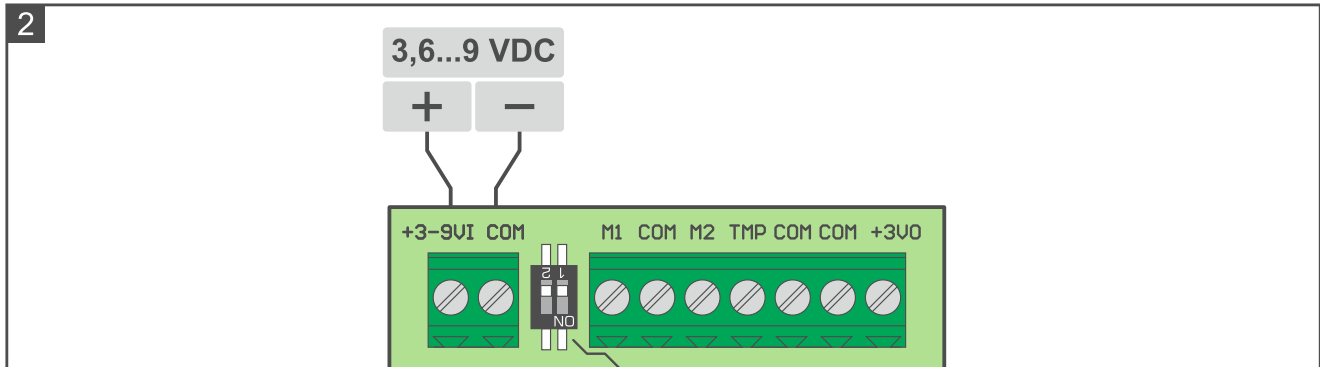 2
3,6...9 VDC
+ −
+3-9VI COM M1 COM M2 TMP COM COM +3VO
2 1
ON